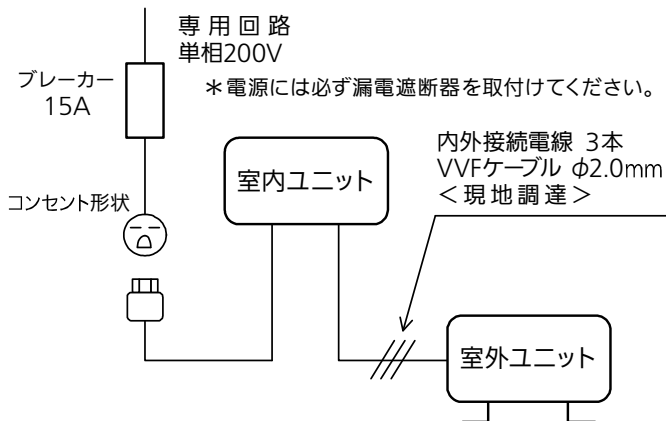 専用回路
単相200V
ブレーカー
15A
＊電源には必ず漏電遮断器を取付けてください。
内外接続電線 3本
VVFケーブル φ2.0mm
＜現地調達＞
室内ユニット
コンセント形状
室外ユニット